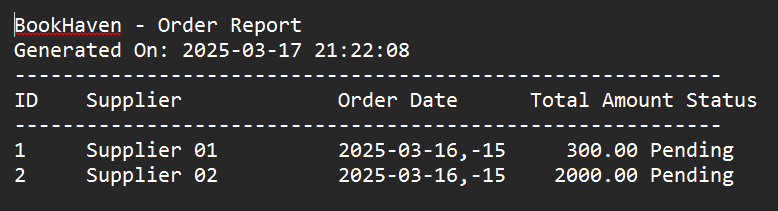 BookHaven - Order Report
Generated On: 2025-03-17 21:22:08
-----------------------------------------------------------
ID    Supplier             Order Date      Total Amount Status
-----------------------------------------------------------
1     Supplier 01          2025-03-16,-15     300.00 Pending
2     Supplier 02          2025-03-16,-15    2000.00 Pending